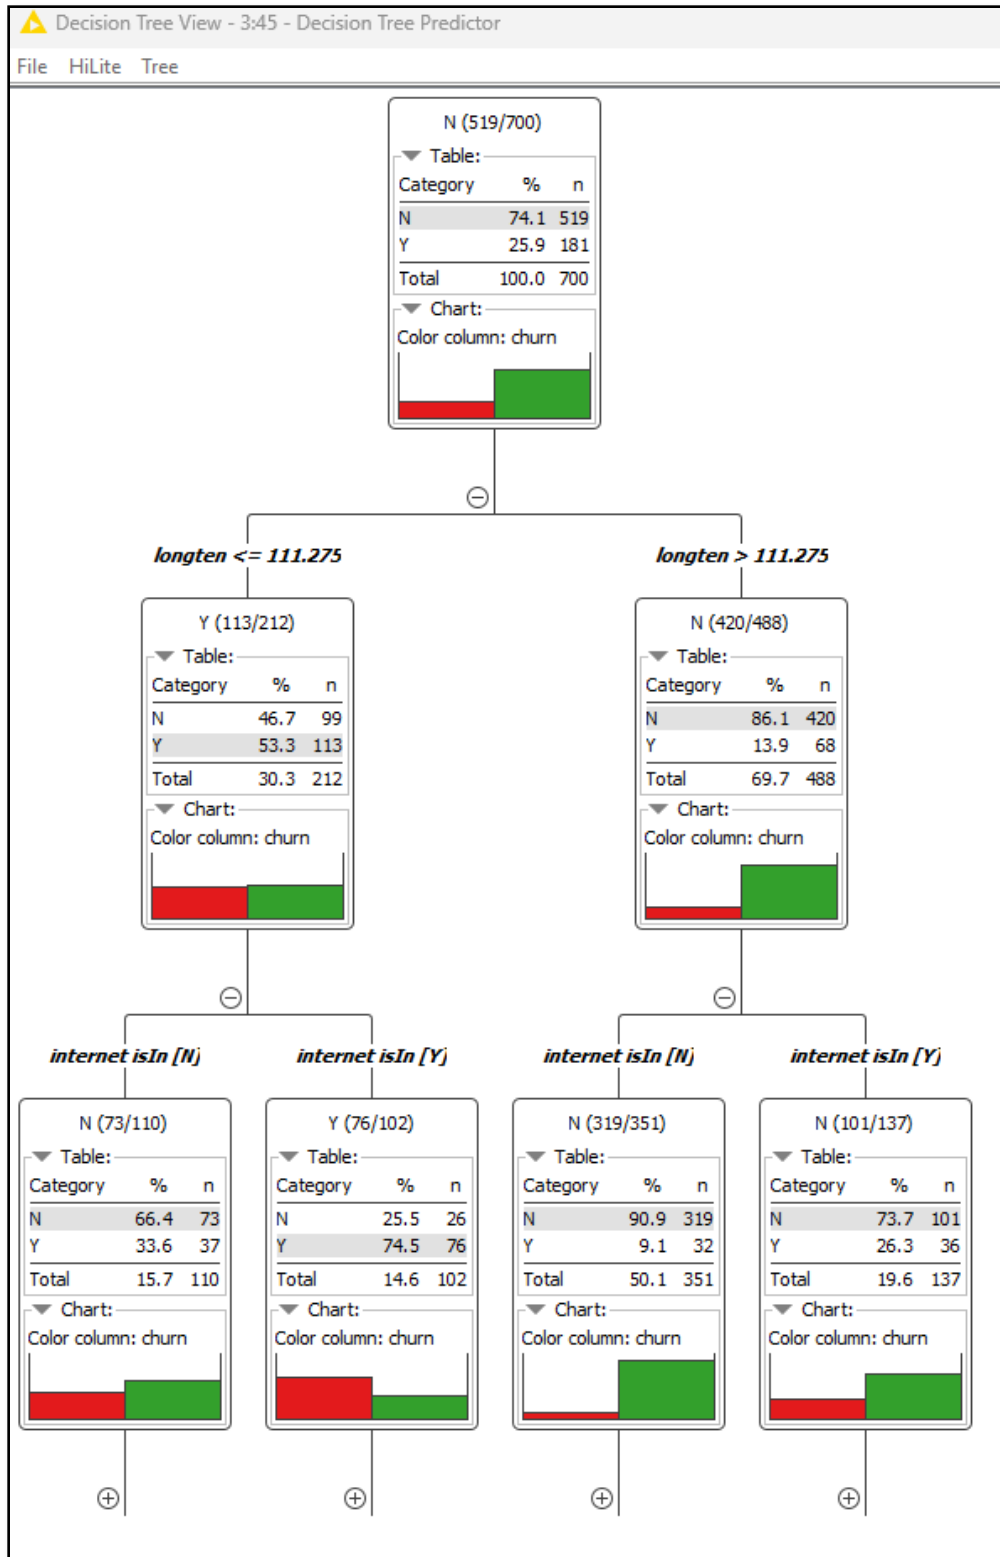 Decision Tree View - 3:45 - Decision Tree Predictor
File HiLite Tree
N (519/700)
Table:
Category % n
N 74.1 519
Y 25.9 181
Total 100.0 700
Chart:
Color column: churn
longten <= 111.275
longten > 111.275
Y (113/212)
Table:
Category % n
N 46.7 99
Y 53.3 113
Total 30.3 212
Chart:
Color column: churn
N (420/488)
Table:
Category % n
N 86.1 420
Y 13.9 68
Total 69.7 488
Chart:
Color column: churn
internet isIn [N]
internet isIn [Y]
internet isIn [N]
internet isIn [Y]
N (73/110)
Table:
Category % n
N 66.4 73
Y 33.6 37
Total 15.7 110
Chart:
Color column: churn
Y (76/102)
Table:
Category % n
N 25.5 26
Y 74.5 76
Total 14.6 102
Chart:
Color column: churn
N (319/351)
Table:
Category % n
N 90.9 319
Y 9.1 32
Total 50.1 351
Chart:
Color column: churn
N (101/137)
Table:
Category % n
N 73.7 101
Y 26.3 36
Total 19.6 137
Chart:
Color column: churn